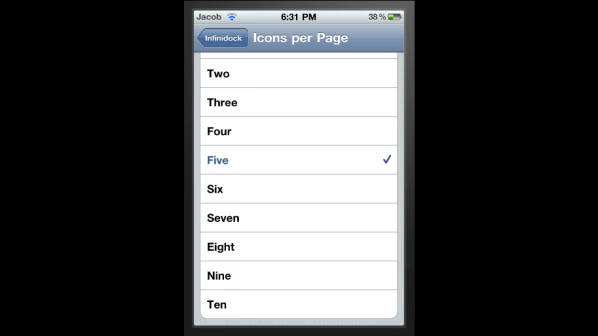 Jacob 6:31 PM 38 %
Infinidock Icons per Page
Two
Three
Four
Five
Six
Seven
Eight
Nine
Ten